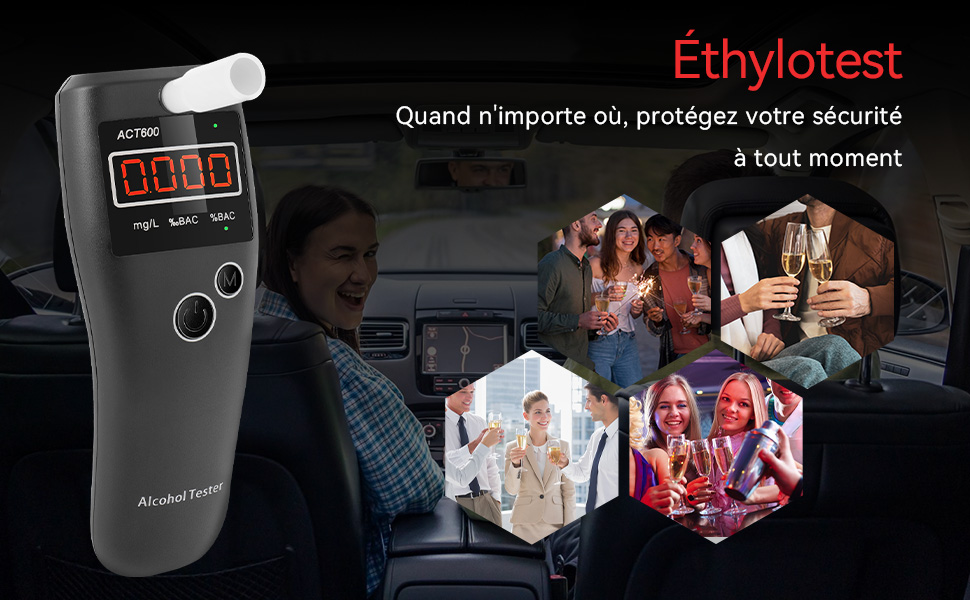 Éthylotest
Quand n'importe où, protégez votre sécurité
à tout moment
ACT600
0.000
mg/L ‰BAC %BAC
M
Alcohol Tester